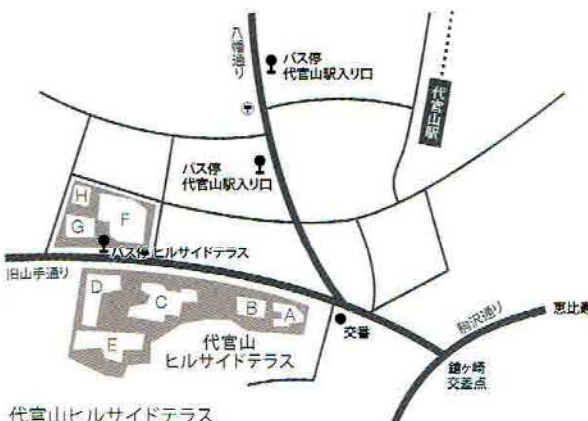 八幡通り
バス停
代官山駅入り口
代官山駅
〒
バス停
代官山駅入り口
H
F
G
バス停 ヒルサイドテラス
旧山手通り
D
C
B
A
E
代官山
ヒルサイドテラス
交番
駒沢通り
恵比寿
鎗ヶ崎
交差点
代官山ヒルサイドテラス